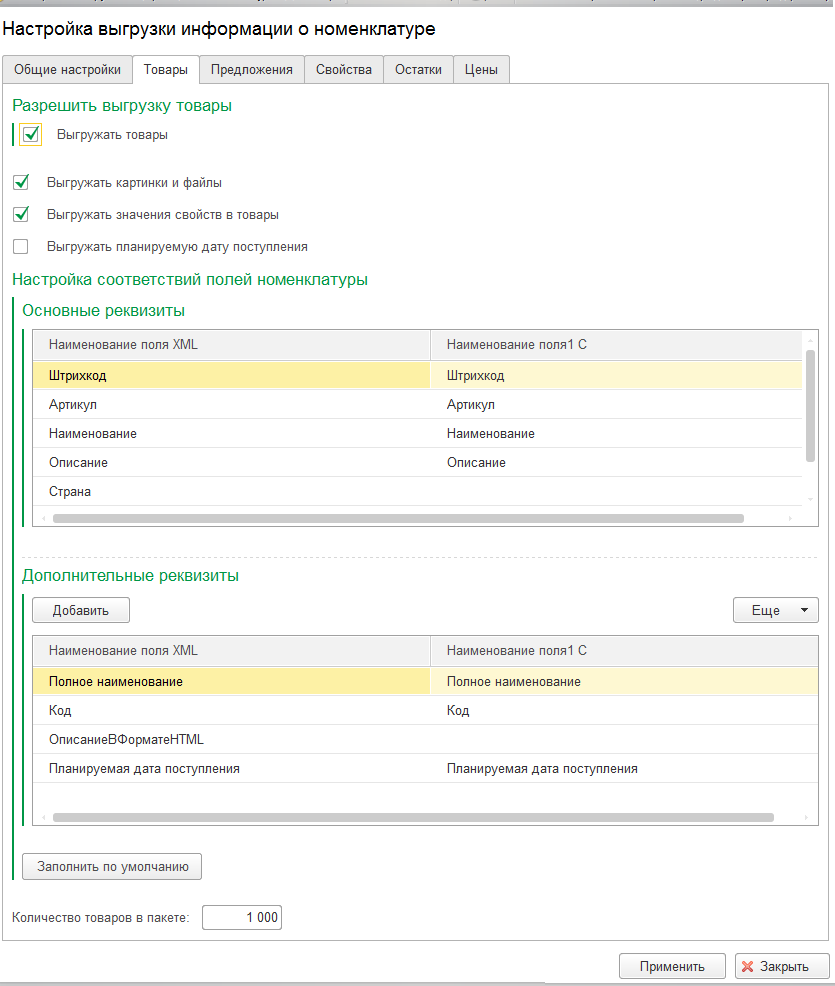 Настройка выгрузки информации о номенклатуре
Общие настройки Товары Предложения Свойства Остатки Цены
Разрешить выгрузку товары
Выгружать товары
Выгружать картинки и файлы
Выгружать значения свойств в товары
Выгружать планируемую дату поступления
Настройка соответствий полей номенклатуры
Основные реквизиты
Наименование поля XML Наименование поля1 С
Штрихкод Штрихкод
Артикул Артикул
Наименование Наименование
Описание Описание
Страна
Дополнительные реквизиты
Добавить Еще
Наименование поля XML Наименование поля1 С
Полное наименование Полное наименование
Код Код
ОписаниеВФорматеHTML
Планируемая дата поступления Планируемая дата поступления
Заполнить по умолчанию
Количество товаров в пакете: 1 000
Применить Закрыть